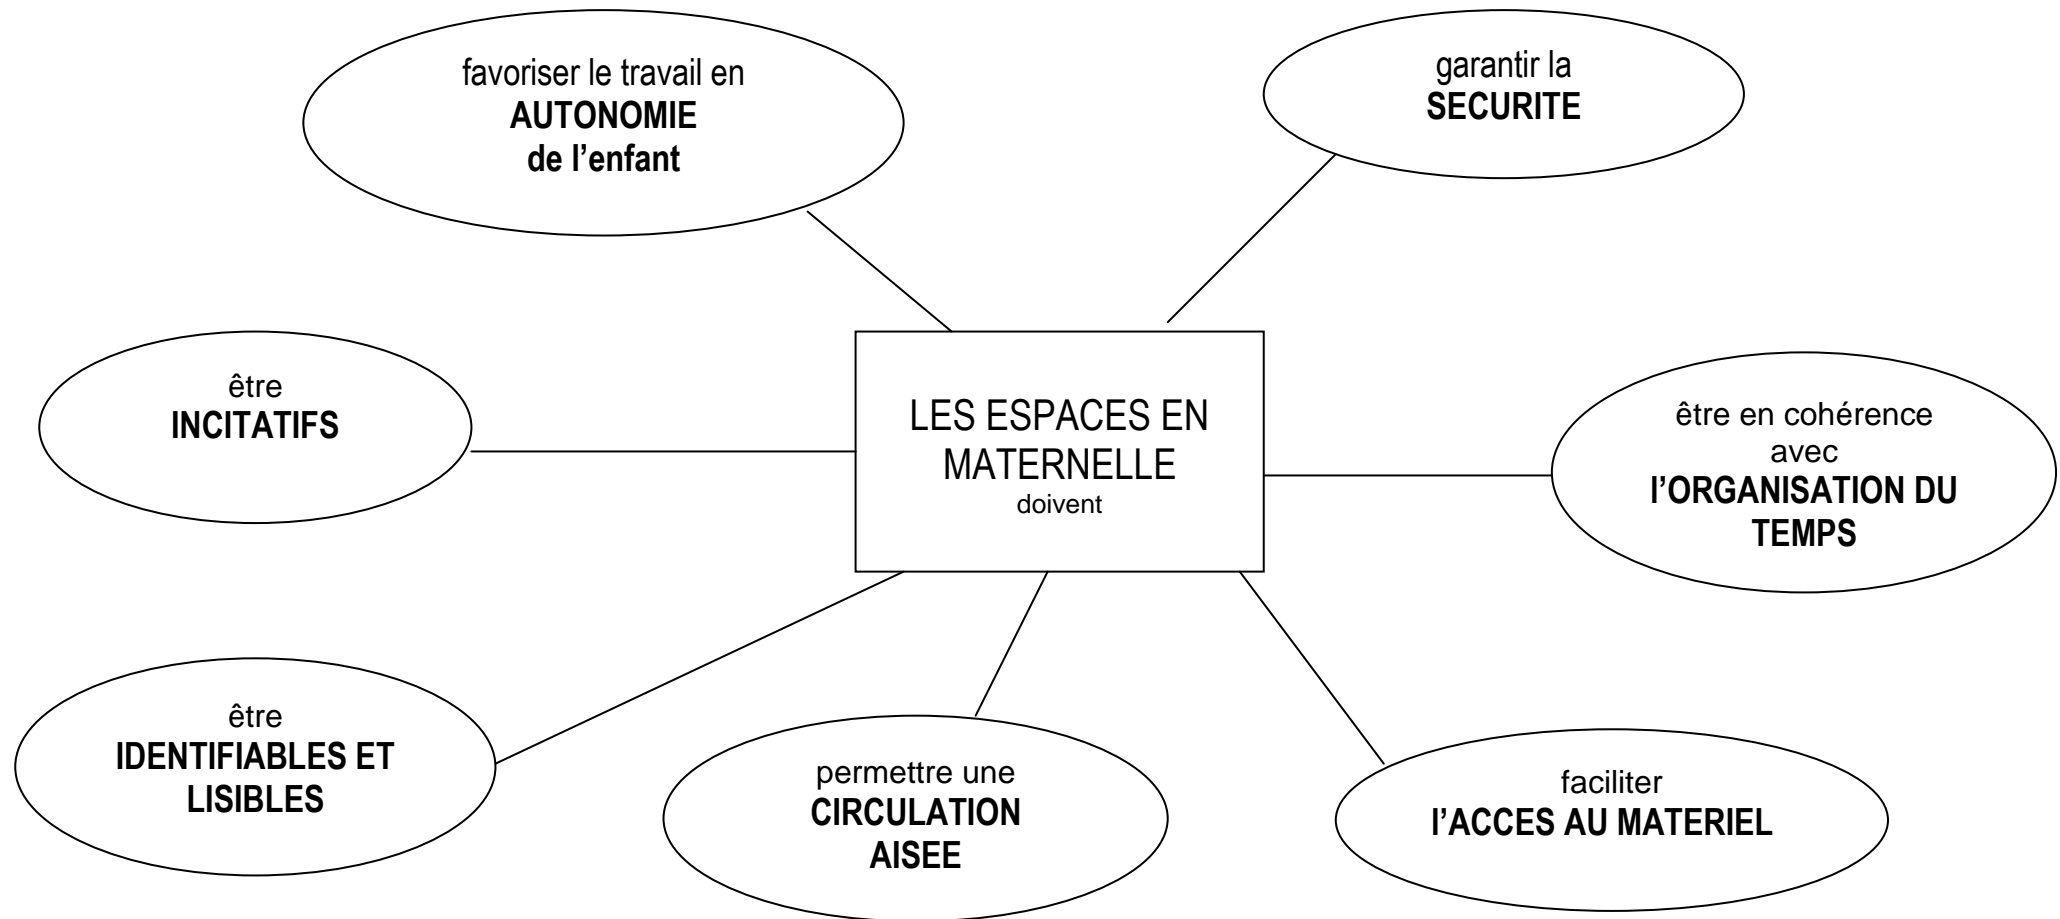 favoriser le travail en
AUTONOMIE
de l’enfant
garantir la
SECURITE
être
INCITATIFS
LES ESPACES EN
MATERNELLE
doivent
être en cohérence
avec
l’ORGANISATION DU
TEMPS
être
IDENTIFIABLES ET
LISIBLES
permettre une
CIRCULATION
AISEE
faciliter
l’ACCES AU MATERIEL